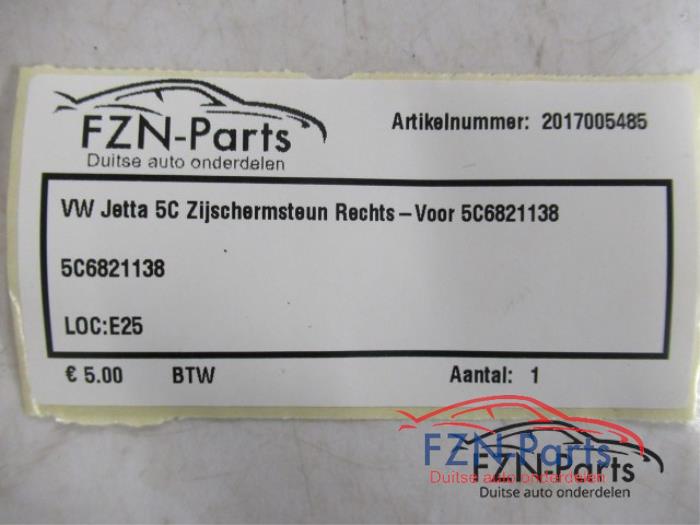 FZN-Parts
Duitse auto onderdelen
Artikelnummer: 2017005485
VW Jetta 5C Zijschermsteun Rechts-Voor 5C6821138
5C6821138
LOC:E25
€ 5.00 BTW Aantal: 1
FZN-Parts
Duitse auto onderdelen
FZN-Parts
Duitse auto onderdelen